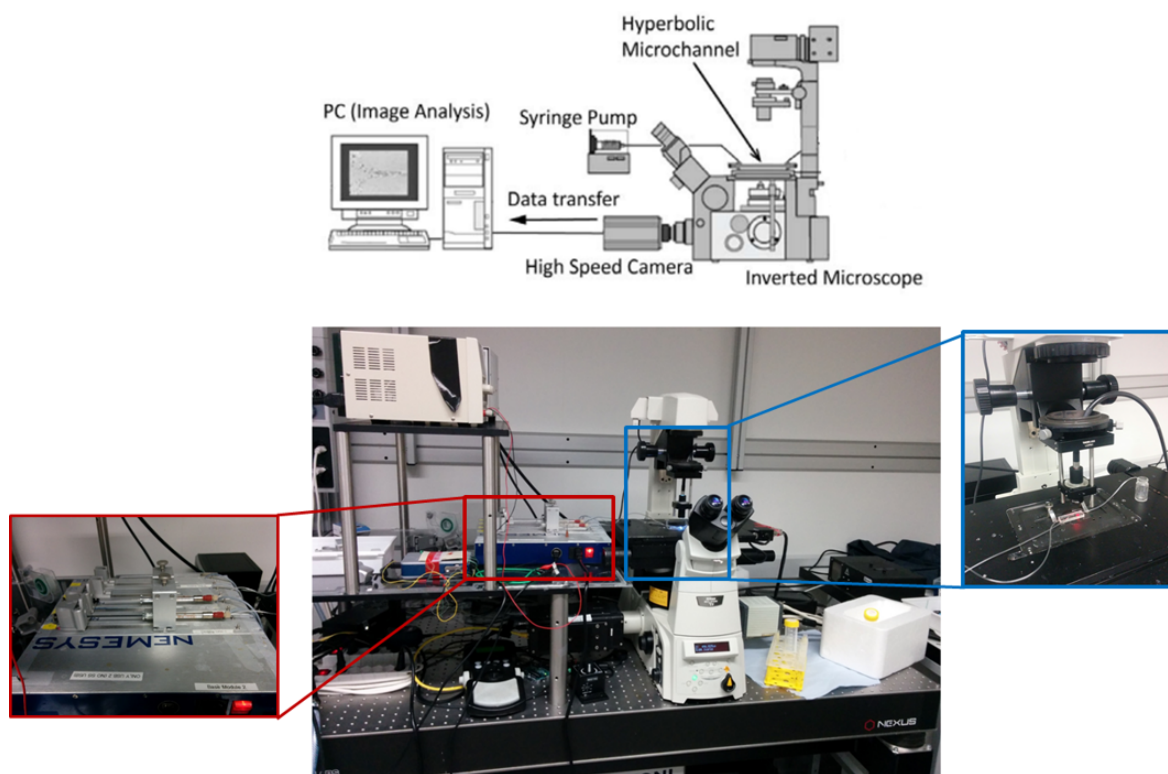 Hyperbolic
Microchannel
PC (Image Analysis)
Syringe Pump
Data transfer
High Speed Camera
Inverted Microscope
NEMESYS
NEXUS